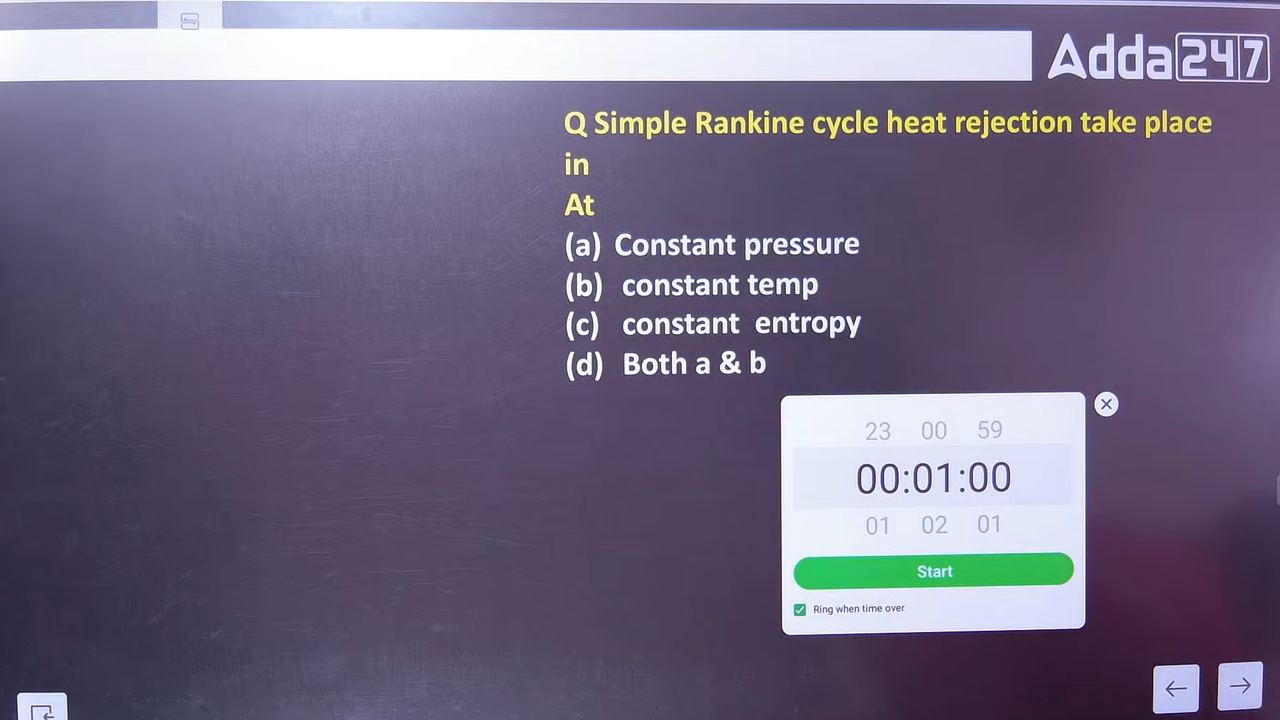 Adda247
Q Simple Rankine cycle heat rejection take place
in
At
(a) Constant pressure
(b) constant temp
(c) constant entropy
(d) Both a & b
23 00 59
00:01:00
01 02 01
Start
Ring when time over